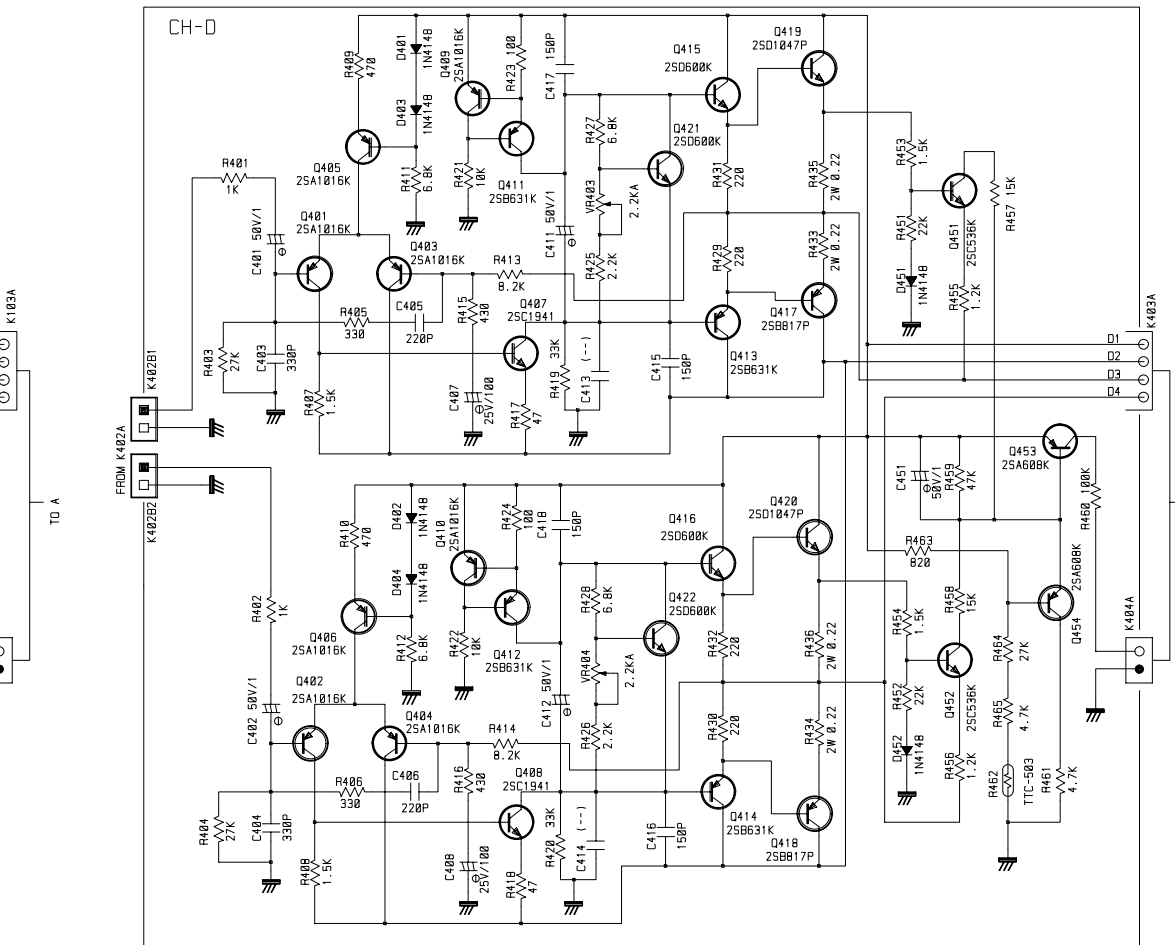 CH-D
R409
470
D401
1N4148
Q409
2SA1016K
R423
100
C417
150P
Q415
2SD600K
Q419
2SD1047P
D403
1N4148
Q405
2SA1016K
R411
6.8K
R421
10K
Q411
2SB631K
R427
6.8K
Q421
2SD600K
VR403
2.2KA
R431
220
R435
2W 0.22
R453
1.5K
R457 15K
R401
1K
C401 50V/1
Q401
2SA1016K
Q403
2SA1016K
C411 50V/1
R425
2.2K
R429
220
R433
2W 0.22
R451
22K
Q451
2SC536K
D451
1N4148
R455
1.2K
K103A
R413
8.2K
R415
430
Q407
2SC1941
R405
330
C405
220P
Q417
2SB817P
K403A
D1
D2
D3
D4
R403
27K
C403
330P
R407
1.5K
C407
25V/100
R417
47
R419
33K
C413 (--)
C415
150P
Q413
2SB631K
K402B1
FROM K402A
K402B2
TO A
C451
50V/1
R459
47K
Q453
2SA608K
R460 100K
R410
470
D402
1N4148
Q410
2SA1016K
R424
100
C418
150P
Q416
2SD600K
Q420
2SD1047P
R463
820
D404
1N4148
R402
1K
Q406
2SA1016K
R412
6.8K
R422
10K
Q412
2SB631K
R428
6.8K
Q422
2SD600K
VR404
2.2KA
R432
220
R436
2W 0.22
R454
1.5K
R458
15K
2SA608K
Q454
K404A
R464
27K
C402 50V/1
Q402
2SA1016K
Q404
2SA1016K
C412 50V/1
R426
2.2K
R430
220
R434
2W 0.22
R452
22K
Q452
2SC536K
D452
1N4148
R456
1.2K
R465
4.7K
R462
TTC-503
R461
4.7K
R414
8.2K
R416
430
Q408
2SC1941
R406
330
C406
220P
R404
27K
C404
330P
R408
1.5K
C408
25V/100
R418
47
R420
33K
C414 (--)
C416
150P
Q414
2SB631K
Q418
2SB817P